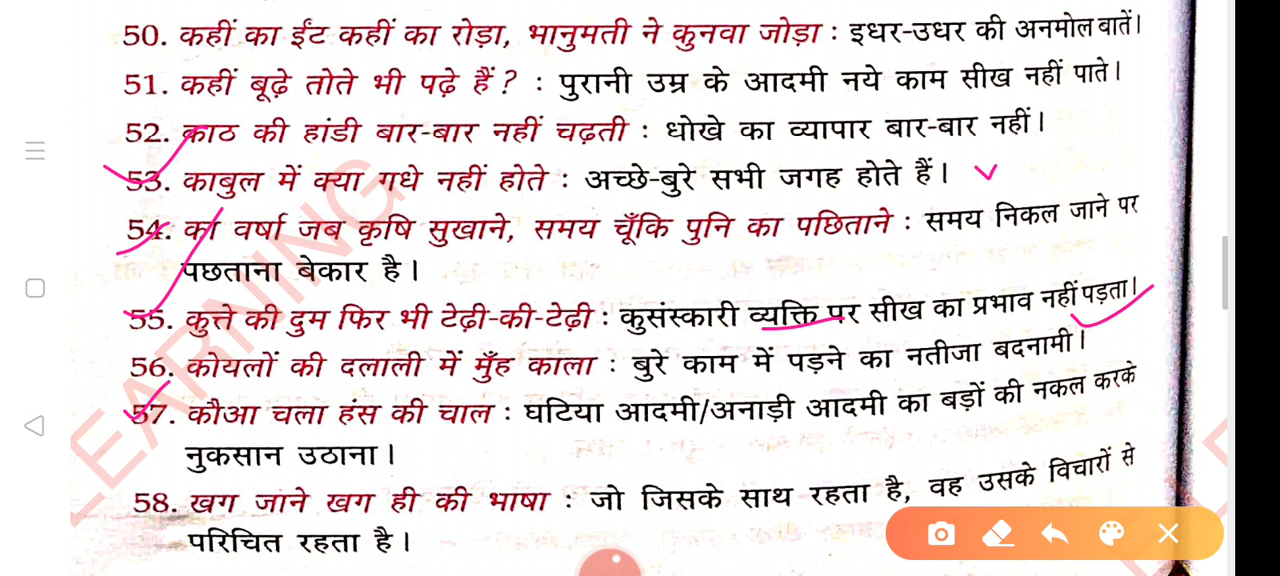 50. कहीं का ईंट कहीं का रोड़ा, भानुमती ने कुनवा जोड़ा : इधर-उधर की अनमोल बातें।
51. कहीं बूढ़े तोते भी पढ़े हैं ? : पुरानी उम्र के आदमी नये काम सीख नहीं पाते।
52. काठ की हांडी बार-बार नहीं चढ़ती : धोखे का व्यापार बार-बार नहीं।
53. काबुल में क्या गधे नहीं होते : अच्छे-बुरे सभी जगह होते हैं।
54. का वर्षा जब कृषि सुखाने, समय चूँकि पुनि का पछिताने : समय निकल जाने पर
पछताना बेकार है।
55. कुत्ते की दुम फिर भी टेढ़ी-की-टेढ़ी : कुसंस्कारी व्यक्ति पर सीख का प्रभाव नहीं पड़ता।
56. कोयलों की दलाली में मुँह काला : बुरे काम में पड़ने का नतीजा बदनामी।
57. कौआ चला हंस की चाल : घटिया आदमी/अनाड़ी आदमी का बड़ों की नकल करके
नुकसान उठाना।
58. खग जाने खग ही की भाषा : जो जिसके साथ रहता है, वह उसके विचारों से
परिचित रहता है।
LEARNING